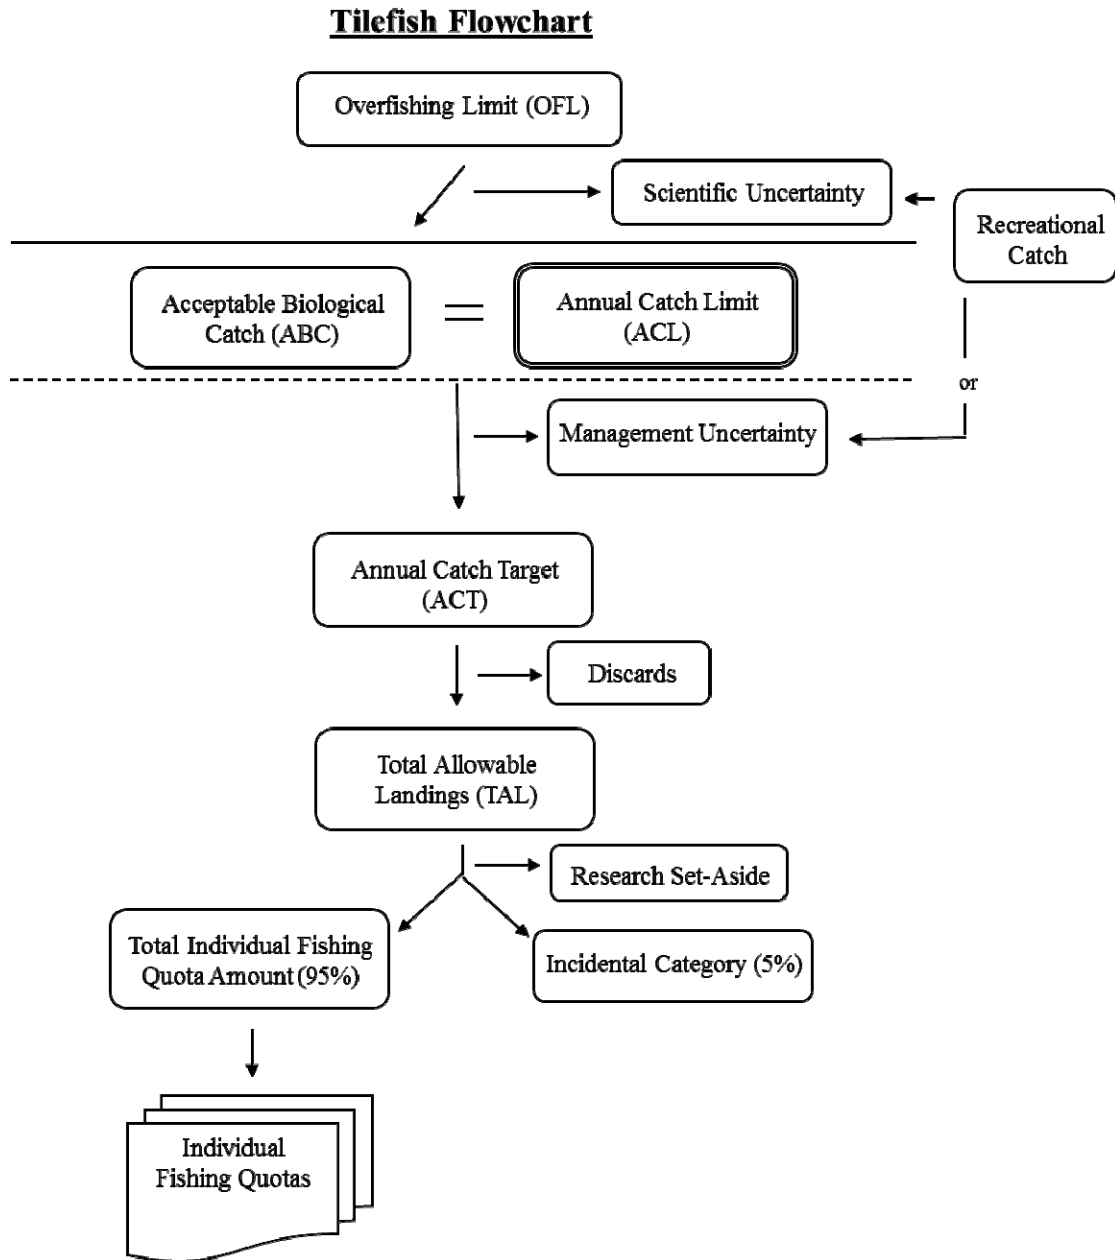 Tilefish Flowchart
Overfishing Limit (OFL)
Scientific Uncertainty
Recreational
Catch
Acceptable Biological
Catch (ABC)
=
Annual Catch Limit
(ACL)
or
Management Uncertainty
Annual Catch Target
(ACT)
Discards
Total Allowable
Landings (TAL)
Research Set-Aside
Total Individual Fishing
Quota Amount (95%)
Incidental Category (5%)
Individual
Fishing Quotas